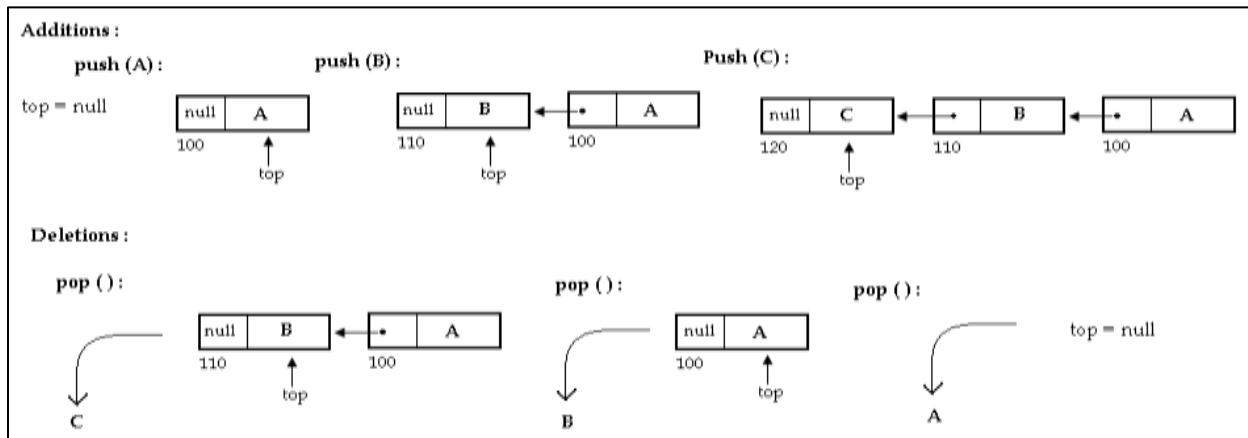 Additions :
push (A) :
push (B) :
Push (C) :
top = null
null A
100
top
null B
110
top
A
100
null C
120
top
B
110
A
100
Deletions :
pop ( ) :
C
null B
110
top
A
100
pop ( ) :
B
null A
100
top
pop ( ) :
A
top = null